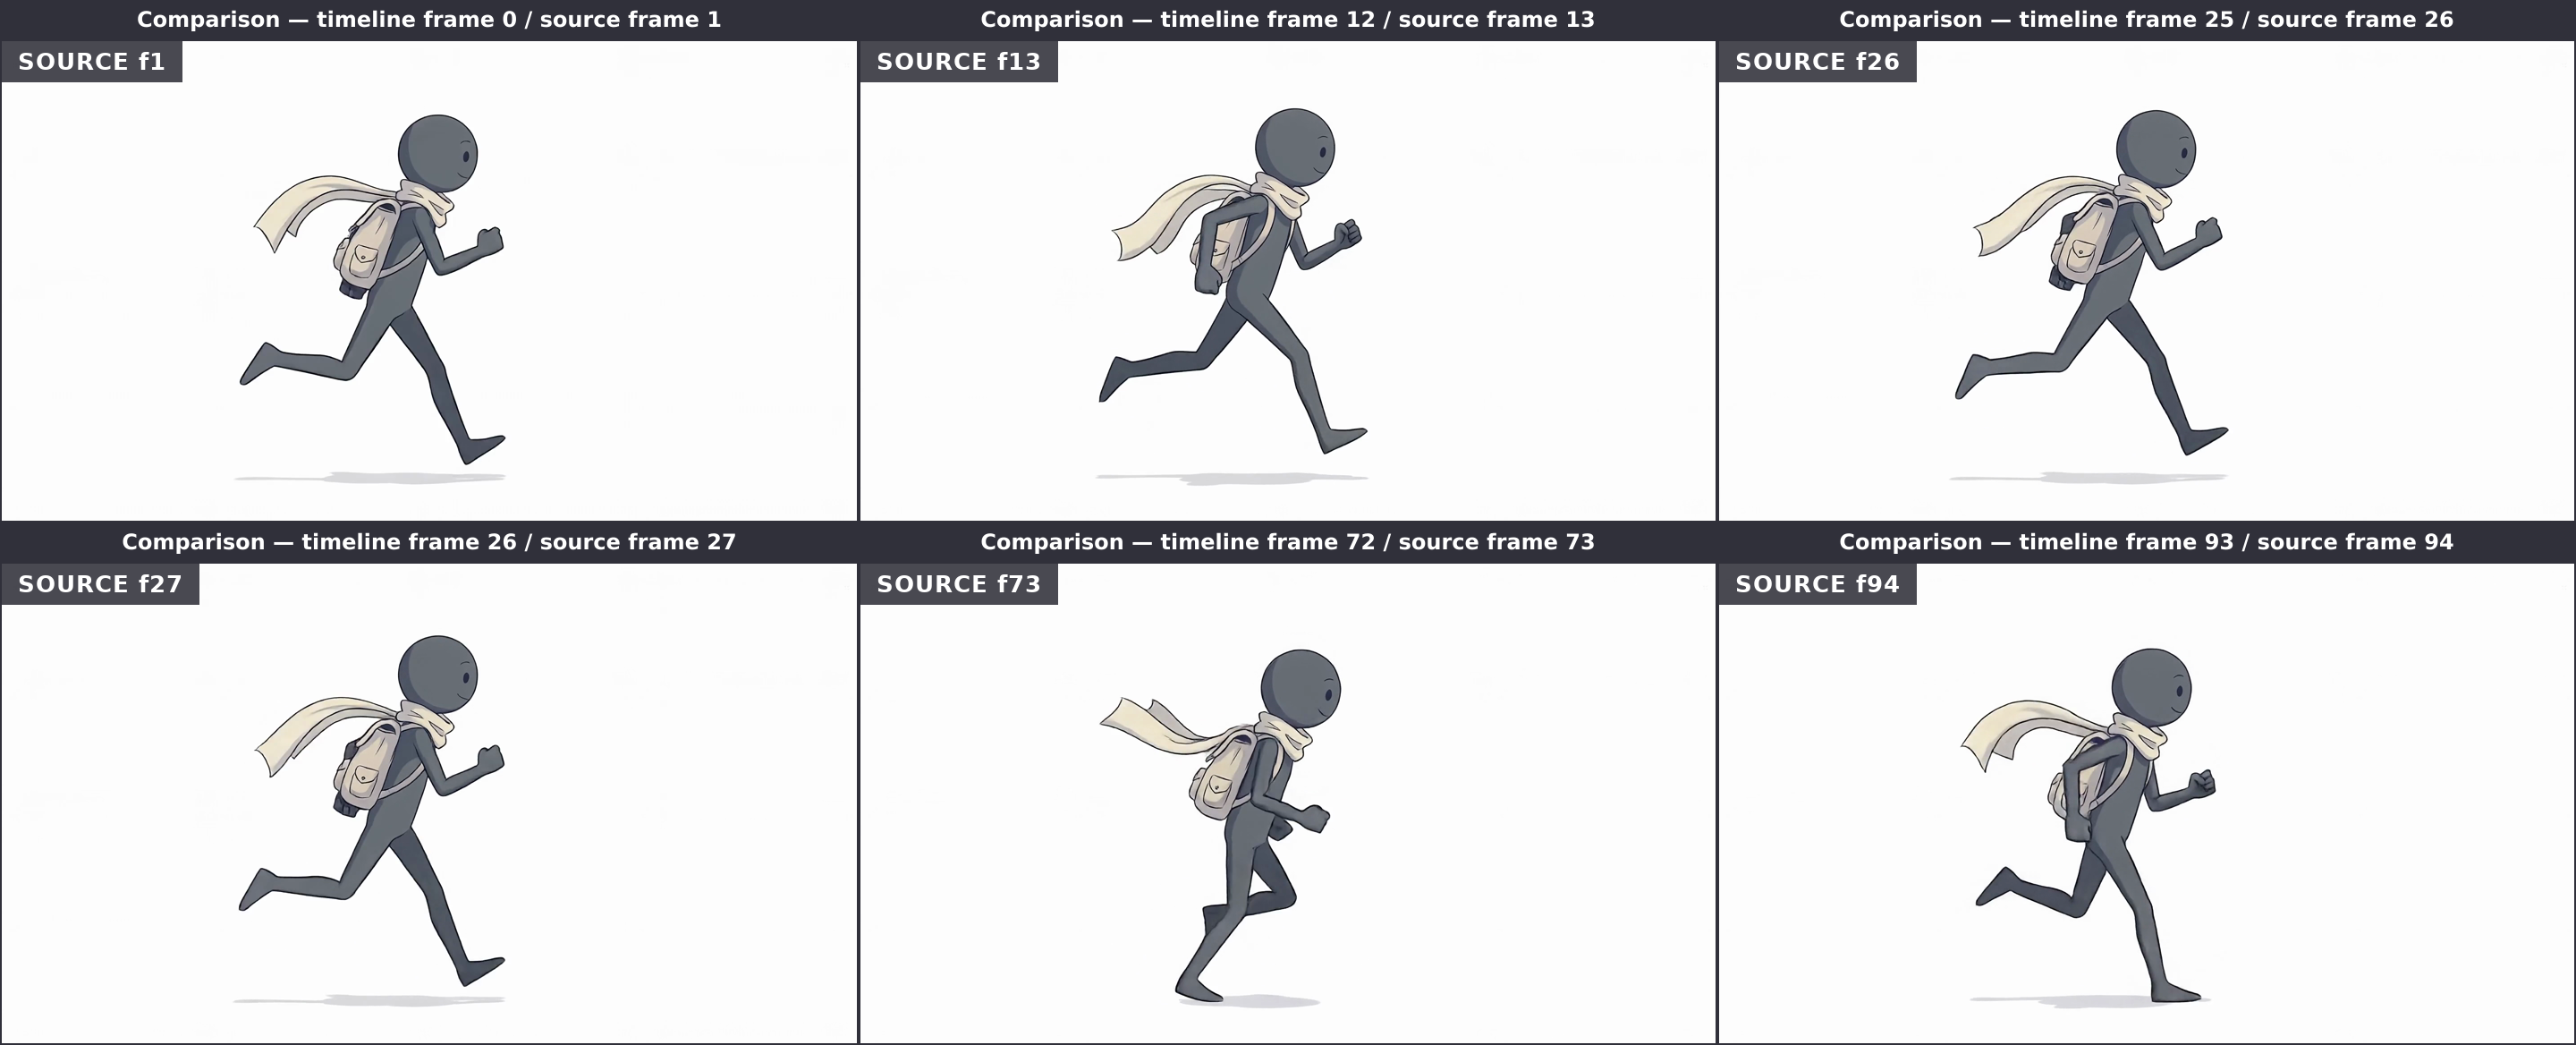 Comparison — timeline frame 0 / source frame 1
SOURCE f1
Comparison — timeline frame 12 / source frame 13
SOURCE f13
Comparison — timeline frame 25 / source frame 26
SOURCE f26
Comparison — timeline frame 26 / source frame 27
SOURCE f27
Comparison — timeline frame 72 / source frame 73
SOURCE f73
Comparison — timeline frame 93 / source frame 94
SOURCE f94